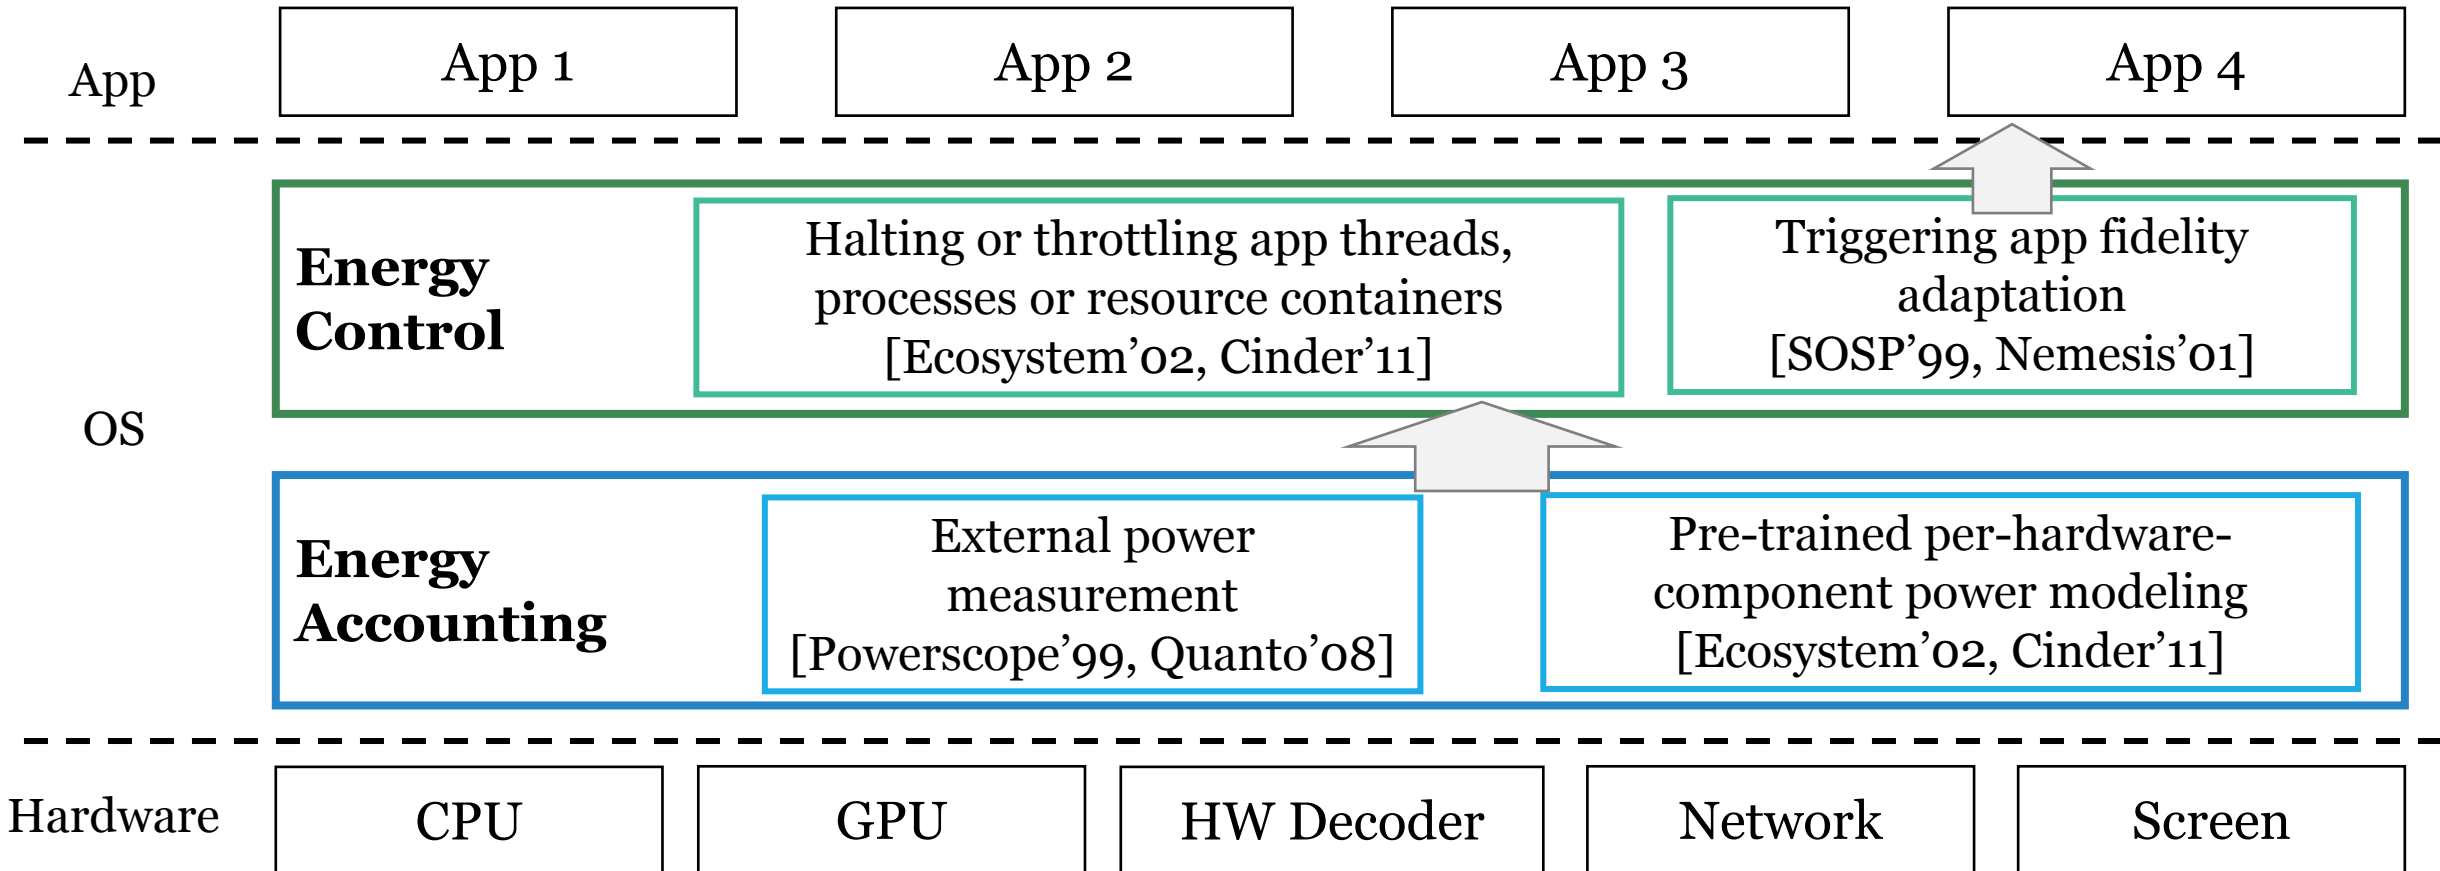 App
App 1
App 2
App 3
App 4
OS
Energy
Control
Halting or throttling app threads,
processes or resource containers
[Ecosystem’02, Cinder’11]
Triggering app fidelity
adaptation
[SOSP’99, Nemesis’01]
Energy
Accounting
External power
measurement
[Powerscope’99, Quanto’08]
Pre-trained per-hardware-
component power modeling
[Ecosystem’02, Cinder’11]
Hardware
CPU
GPU
HW Decoder
Network
Screen